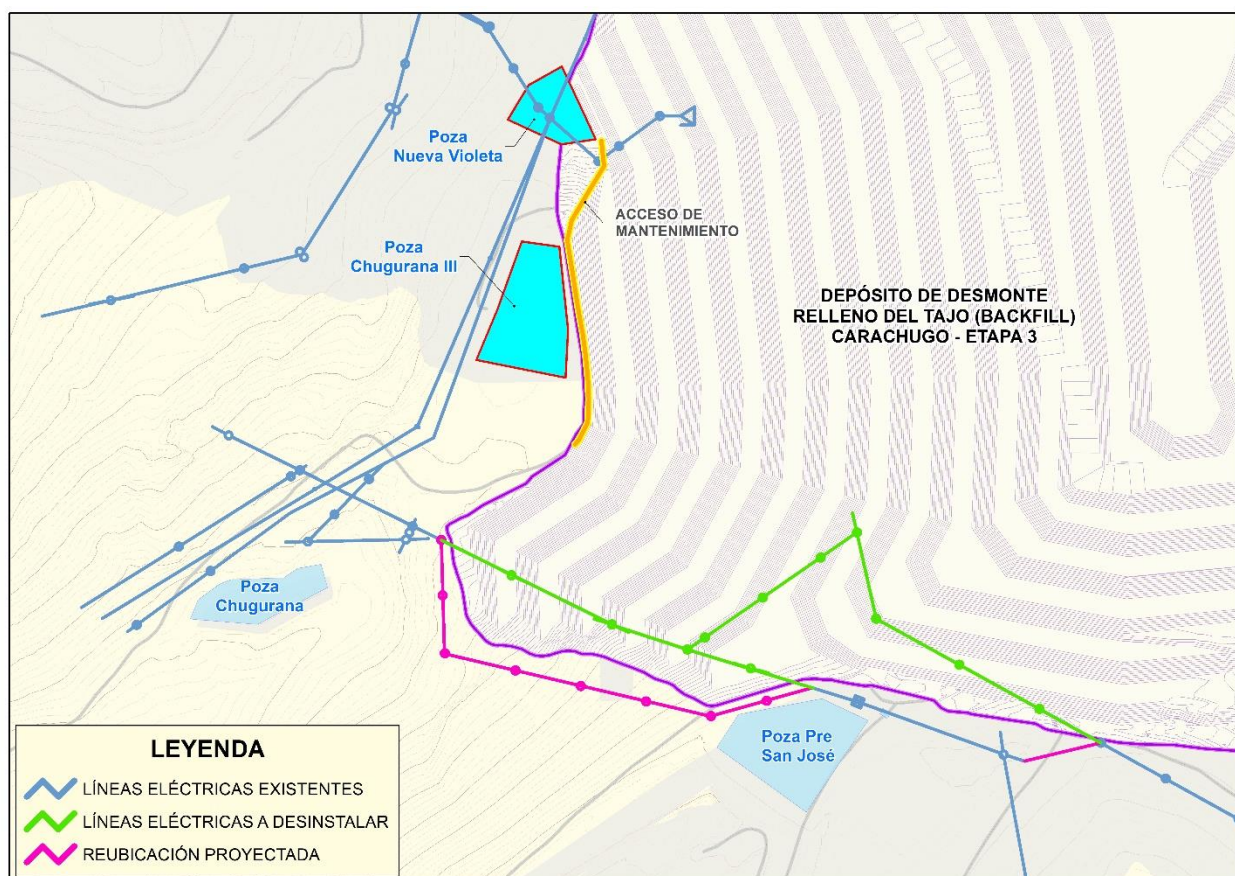 Poza
Nueva Violeta
ACCESO DE
MANTENIMIENTO
Poza
Chugurana III
DEPÓSITO DE DESMONTE
RELLENO DEL TAJO (BACKFILL)
CARACHUGO - ETAPA 3
Poza
Chugurana
Poza Pre
San José
LEYENDA
LÍNEAS ELÉCTRICAS EXISTENTES
LÍNEAS ELÉCTRICAS A DESINSTALAR
REUBICACIÓN PROYECTADA